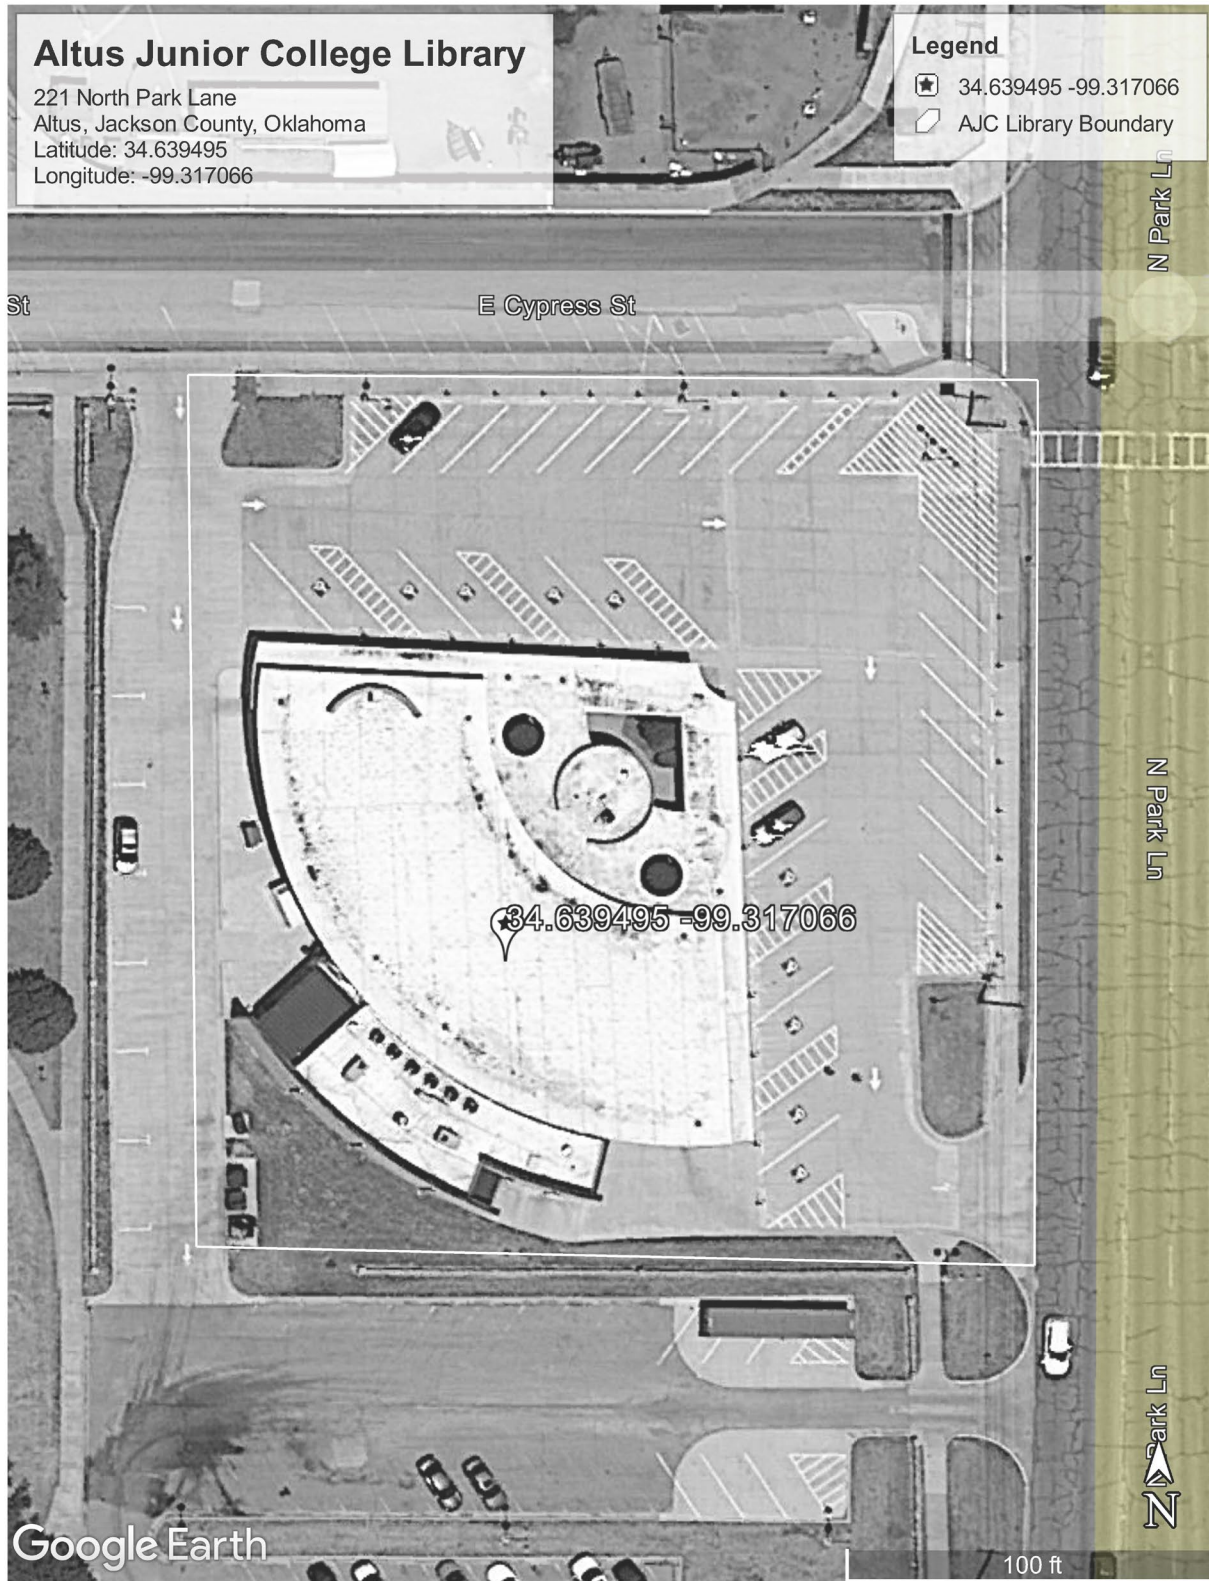 Altus Junior College Library
221 North Park Lane
Altus, Jackson County, Oklahoma
Latitude: 34.639495
Longitude: -99.317066
Legend
34.639495 -99.317066
AJC Library Boundary
N Park Ln
St
E Cypress St
N Park Ln
34.639495 -99.317066
N Park Ln
N
Google Earth
100 ft